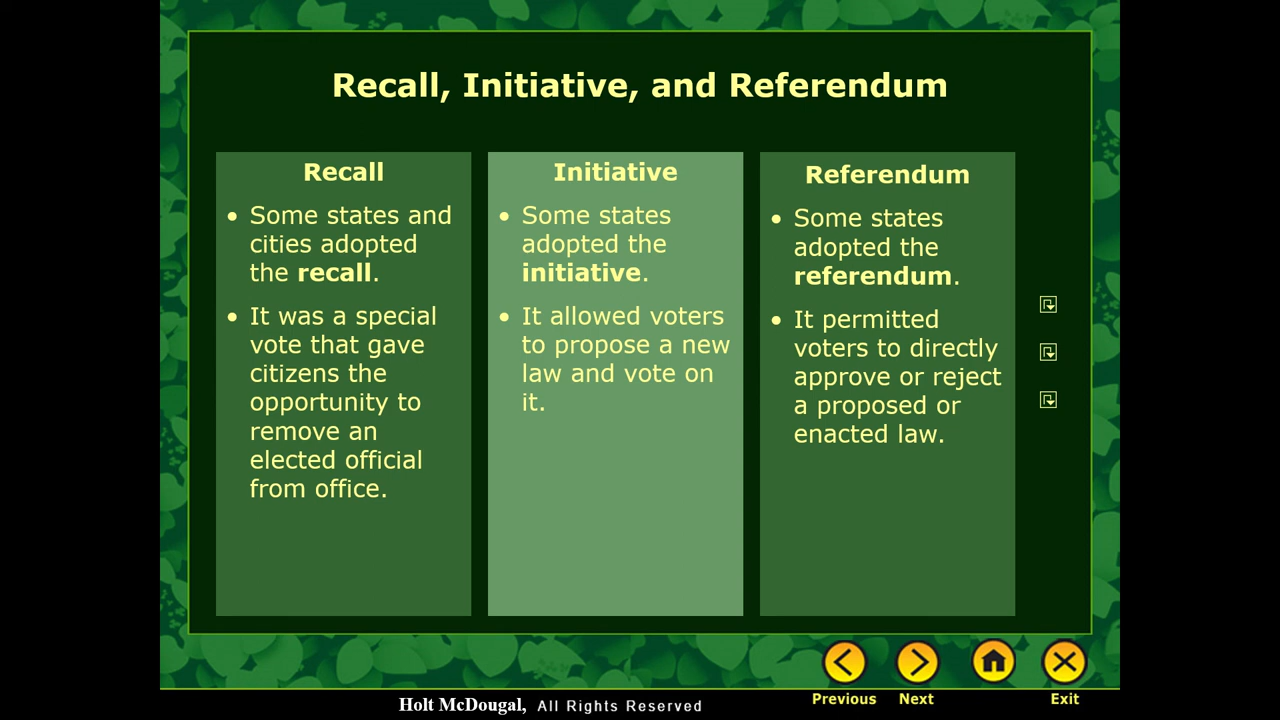 Recall, Initiative, and Referendum
Recall
• Some states and
cities adopted
the recall.
• It was a special
vote that gave
citizens the
opportunity to
remove an
elected official
from office.
Initiative
• Some states
adopted the
initiative.
• It allowed voters
to propose a new
law and vote on
it.
Referendum
• Some states
adopted the
referendum.
• It permitted
voters to directly
approve or reject
a proposed or
enacted law.
Previous
Next
Exit
Holt McDougal, All Rights Reserved